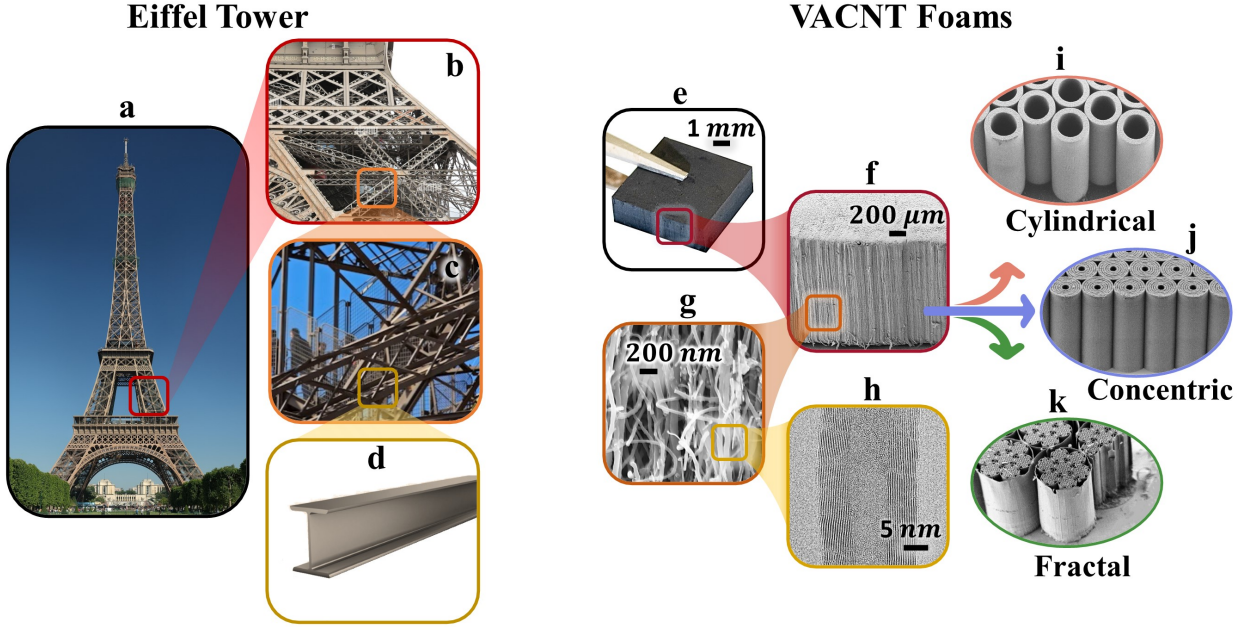 Eiffel Tower
VACNT Foams
a
b
c
d
e
1 mm
f
200 μm
g
200 nm
h
5 nm
i
Cylindrical
j
Concentric
k
Fractal